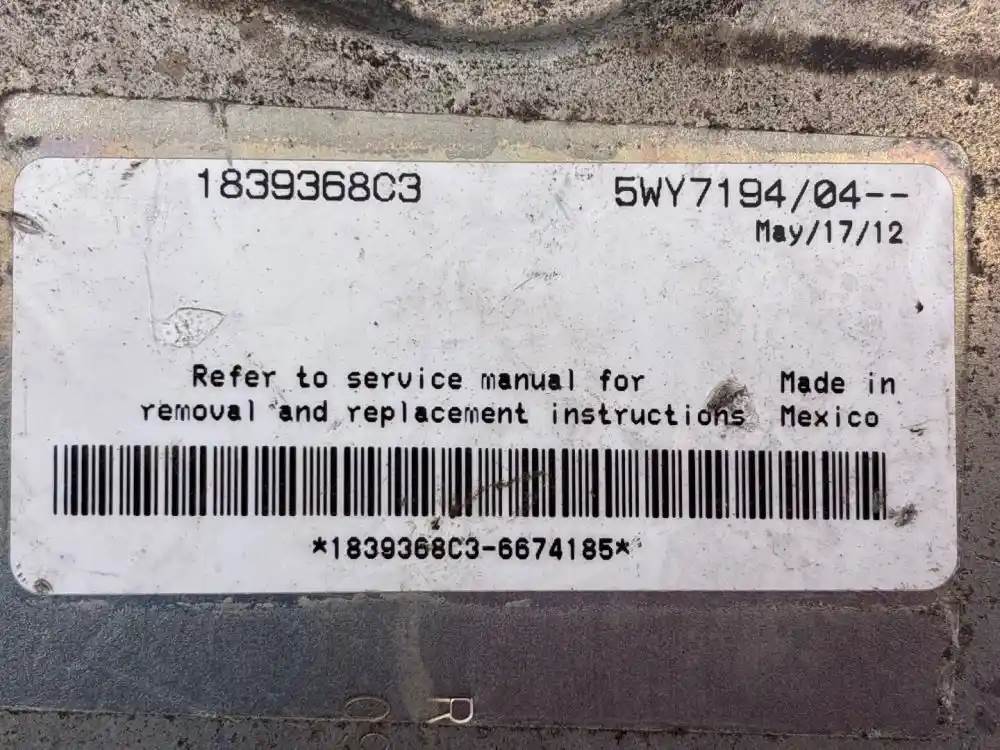 1839368C3 5WY7194/04--
May/17/12
Refer to service manual for Made in
removal and replacement instructions Mexico
*1839368C3-6674185*
R